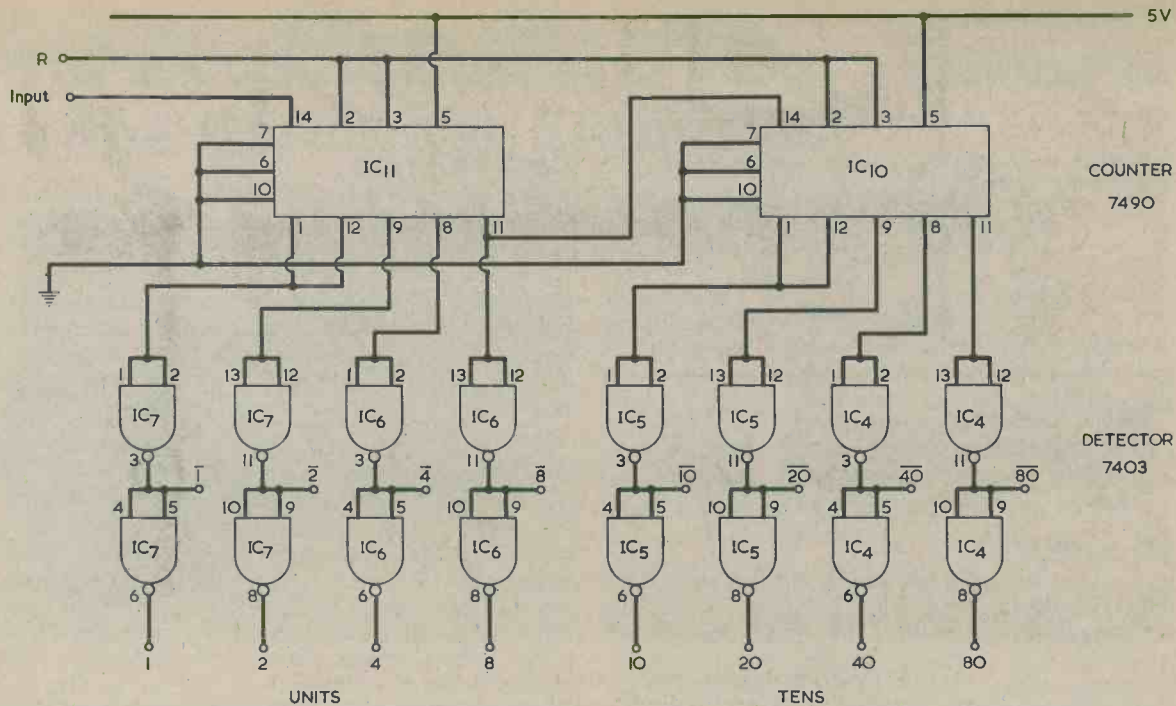 5V
R
Input
14 2 3 5 14 2 3 5
7 7
6 IC11 6 IC10
10 10
COUNTER
7490
1 12 9 8 11 1 12 9 8 11
1 2 13 12 1 2 13 12 1 2 13 12 1 2 13 12
IC7 IC7 IC6 IC6 IC5 IC5 IC4 IC4
DETECTOR
7403
3 11 3 11 3 11 3 11
1̅ 2̅ 4̅ 8̅ 1̅0̅ 2̅0̅ 4̅0̅ 8̅0̅
4 5 10 9 4 5 10 9 4 5 10 9 4 5 10 9
IC7 IC7 IC6 IC6 IC5 IC5 IC4 IC4
6 8 6 8 6 8 6 8
1 2 4 8 10 20 40 80
UNITS TENS